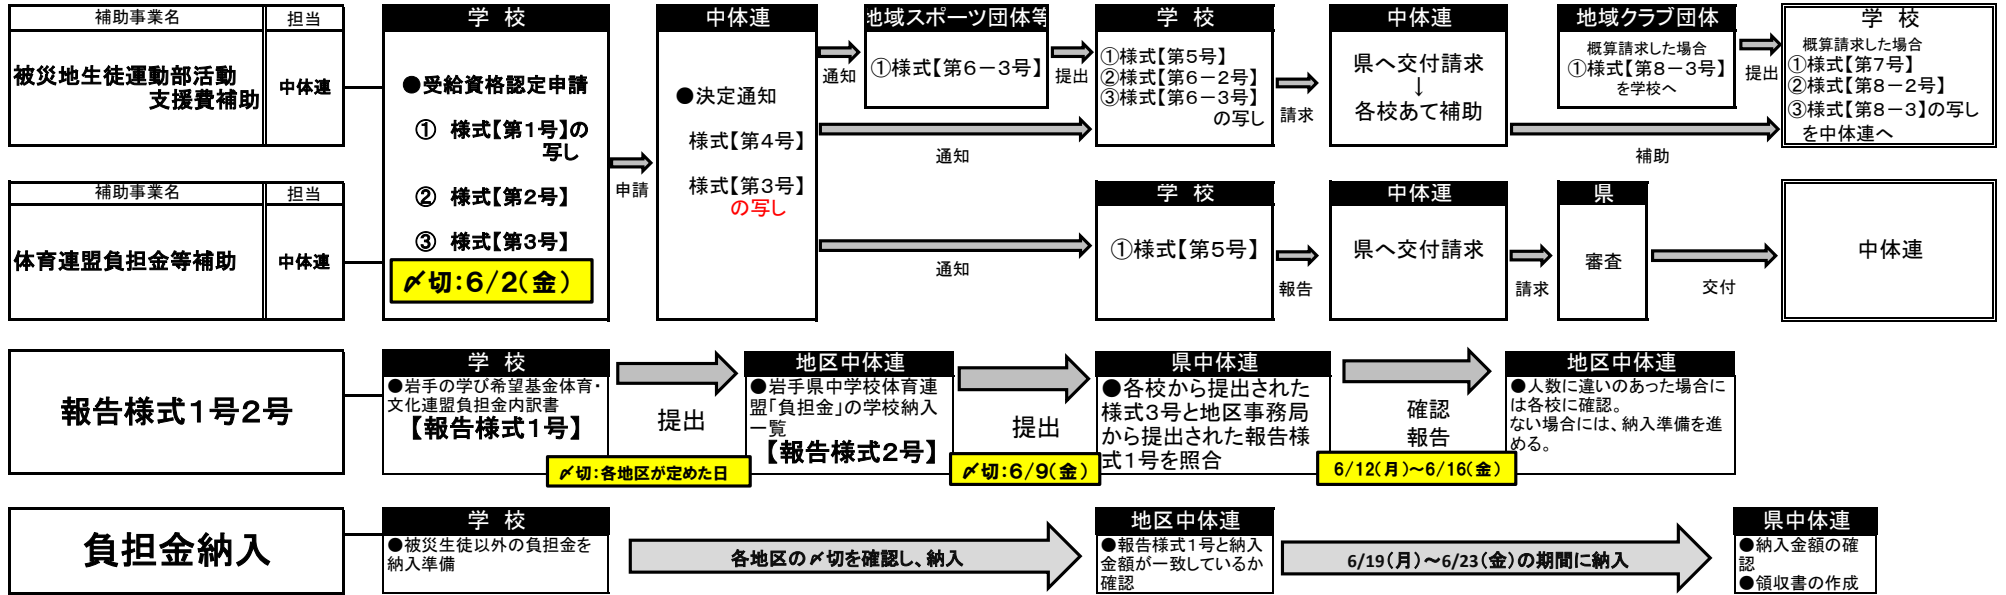 補助事業名
担当
被災地生徒運動部活動
支援費補助
中体連
学 校
●受給資格認定申請
① 様式【第1号】の
写し
② 様式【第2号】
③ 様式【第3号】
〆切：6/2(金)
申請
中体連
●決定通知
様式【第4号】
様式【第3号】
の写し
通知
地域スポーツ団体等
①様式【第6－3号】
提出
通知
学 校
①様式【第5号】
②様式【第6－2号】
③様式【第6－3号】
の写し
請求
中体連
県へ交付請求
↓
各校あて補助
地域クラブ団体
概算請求した場合
①様式【第8－3号】
を学校へ
提出
補助
学 校
概算請求した場合
①様式【第7号】
②様式【第8－2号】
③様式【第8－3】の写し
を中体連へ
補助事業名
担当
体育連盟負担金等補助
中体連
通知
学 校
①様式【第5号】
報告
中体連
県へ交付請求
請求
県
審査
交付
中体連
報告様式1号2号
学 校
●岩手の学び希望基金体育・
文化連盟負担金内訳書
【報告様式1号】
提出
〆切：各地区が定めた日
地区中体連
●岩手県中学校体育連
盟「負担金」の学校納入
一覧
【報告様式2号】
提出
〆切：6/9(金)
県中体連
●各校から提出された
様式3号と地区事務局
から提出された報告様
式1号を照合
確認
報告
6/12(月)～6/16(金)
地区中体連
●人数に違いのあった場合に
は各校に確認。
ない場合には、納入準備を進
める。
負担金納入
学 校
●被災生徒以外の負担金を
納入準備
各地区の〆切を確認し、納入
地区中体連
●報告様式1号と納入
金額が一致しているか
確認
6/19(月)～6/23(金)の期間に納入
県中体連
●納入金額の確
認
●領収書の作成